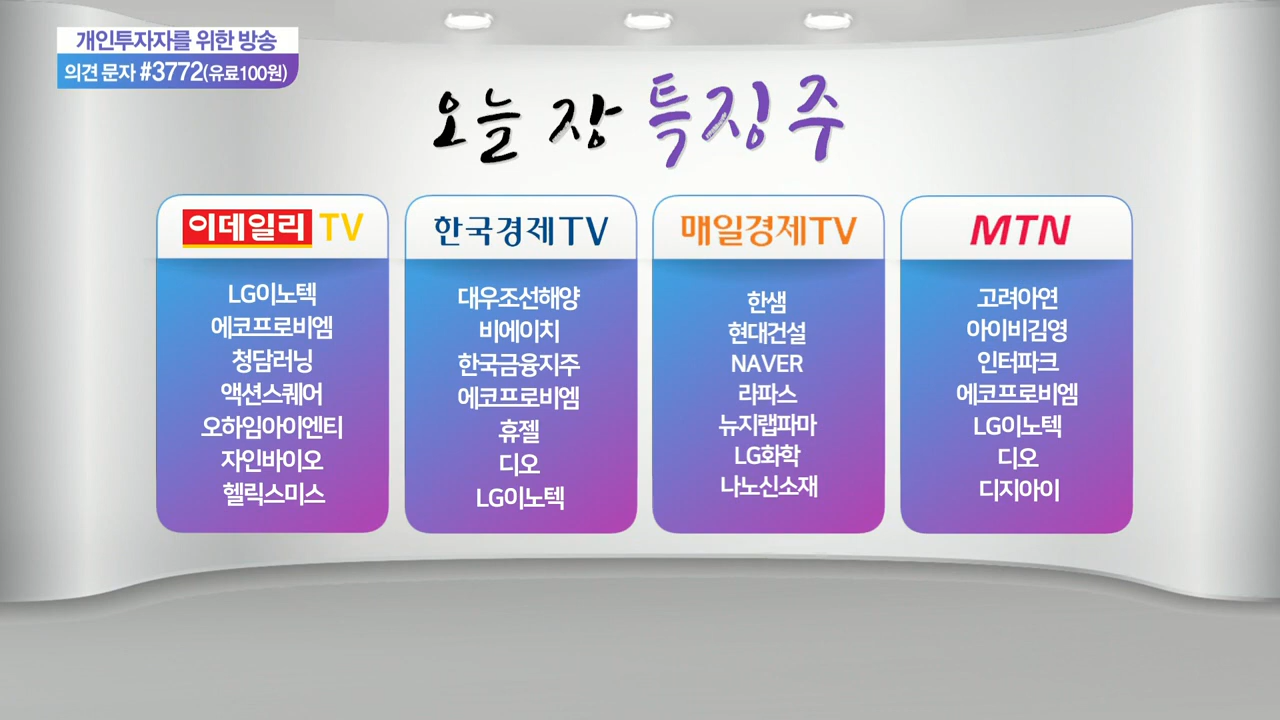 개인투자자를 위한 방송
의견 문자 #3772(유료100원)
오늘 장 특징주
이데일리 TV
LG이노텍
에코프로비엠
청담러닝
액션스퀘어
오하임아이엔티
자인바이오
헬릭스미스
한국경제TV
대우조선해양
비에이치
한국금융지주
에코프로비엠
휴젤
디오
LG이노텍
매일경제TV
한샘
현대건설
NAVER
라파스
뉴지랩파마
LG화학
나노신소재
MTN
고려아연
아이비김영
인터파크
에코프로비엠
LG이노텍
디오
디지아이